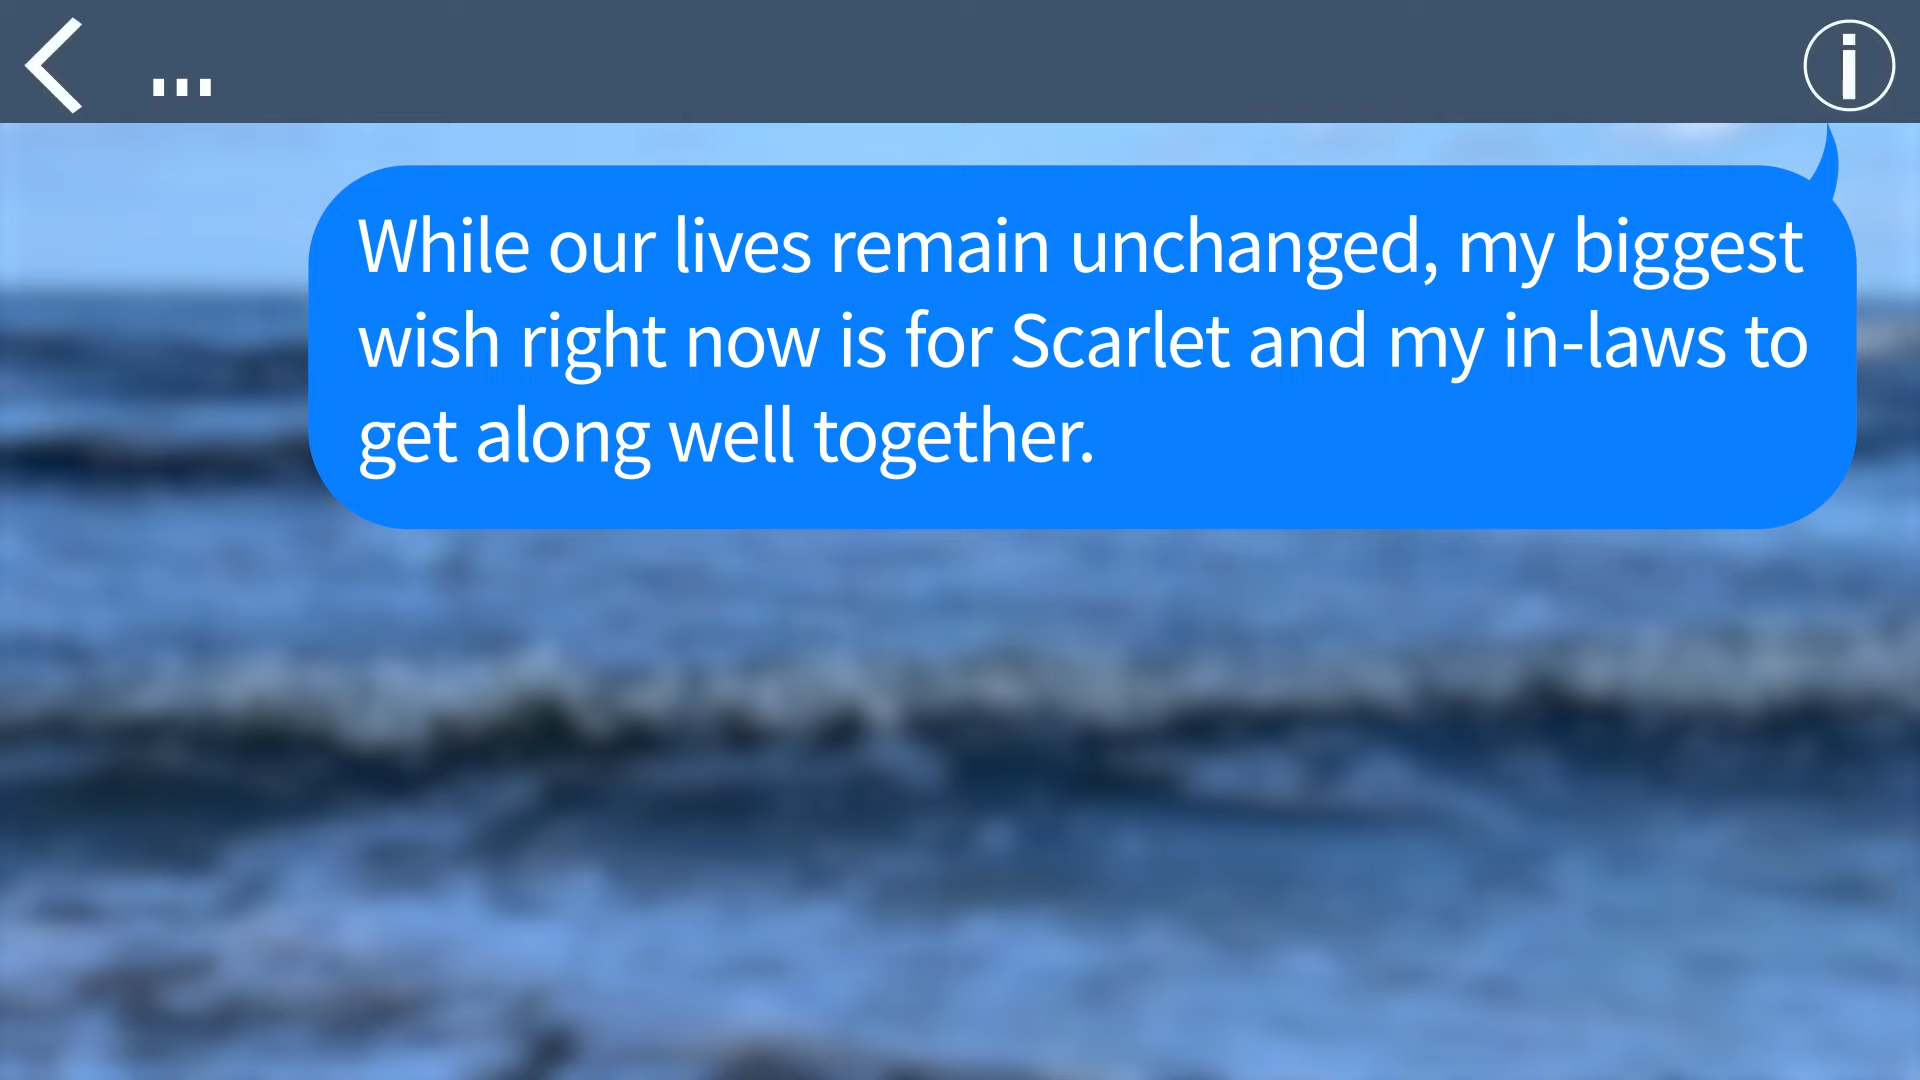 ...
i
While our lives remain unchanged, my biggest
wish right now is for Scarlet and my in-laws to
get along well together.